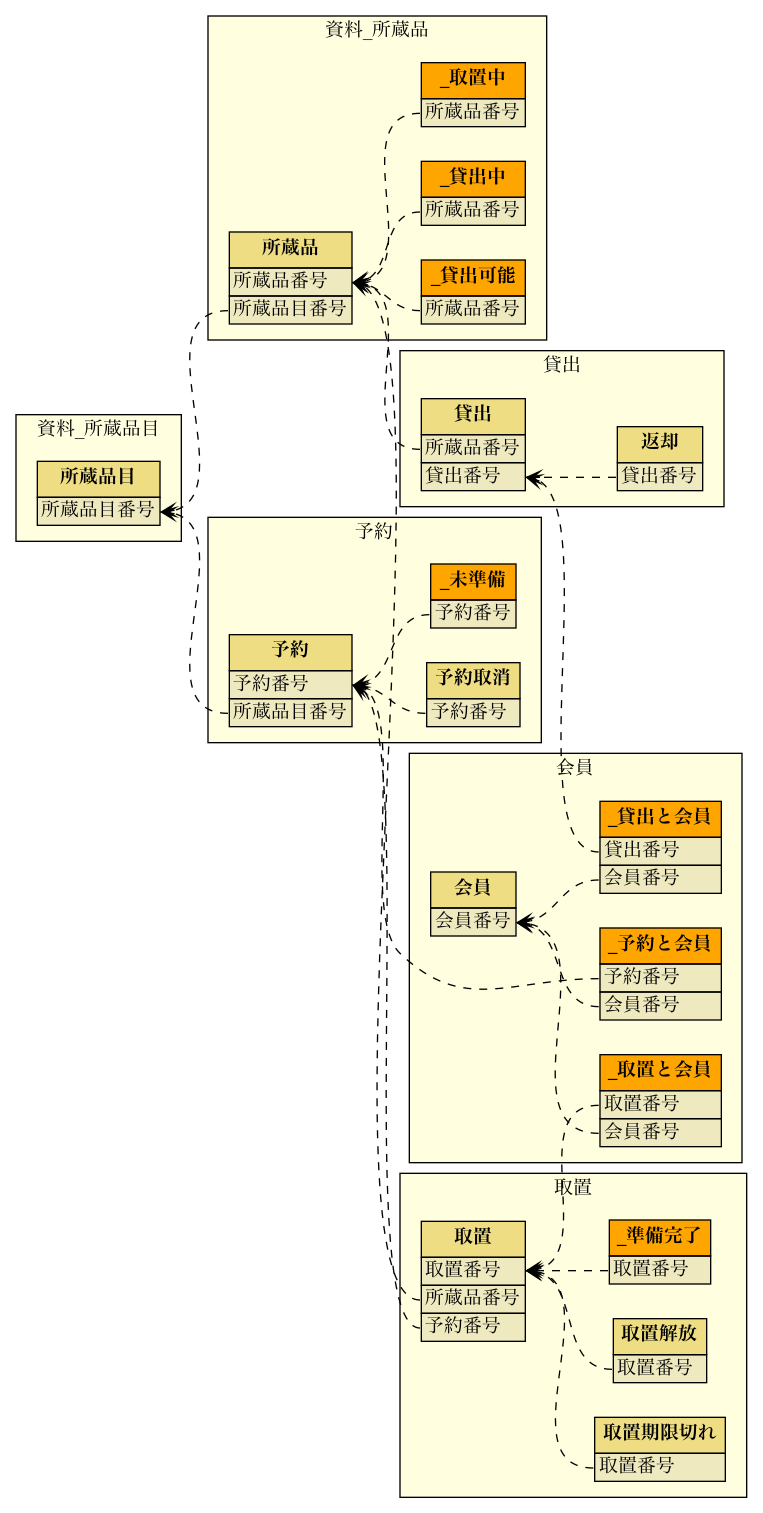 資料_所蔵品
_取置中
所蔵品番号
_貸出中
所蔵品番号
_貸出可能
所蔵品番号
所蔵品
所蔵品番号
所蔵品目番号
貸出
貸出
所蔵品番号
貸出番号
返却
貸出番号
資料_所蔵品目
所蔵品目
所蔵品目番号
予約
_未準備
予約番号
予約
予約番号
所蔵品目番号
予約取消
予約番号
会員
_貸出と会員
貸出番号
会員番号
会員
会員番号
_予約と会員
予約番号
会員番号
_取置と会員
取置番号
会員番号
取置
取置
取置番号
所蔵品番号
予約番号
_準備完了
取置番号
取置解放
取置番号
取置期限切れ
取置番号